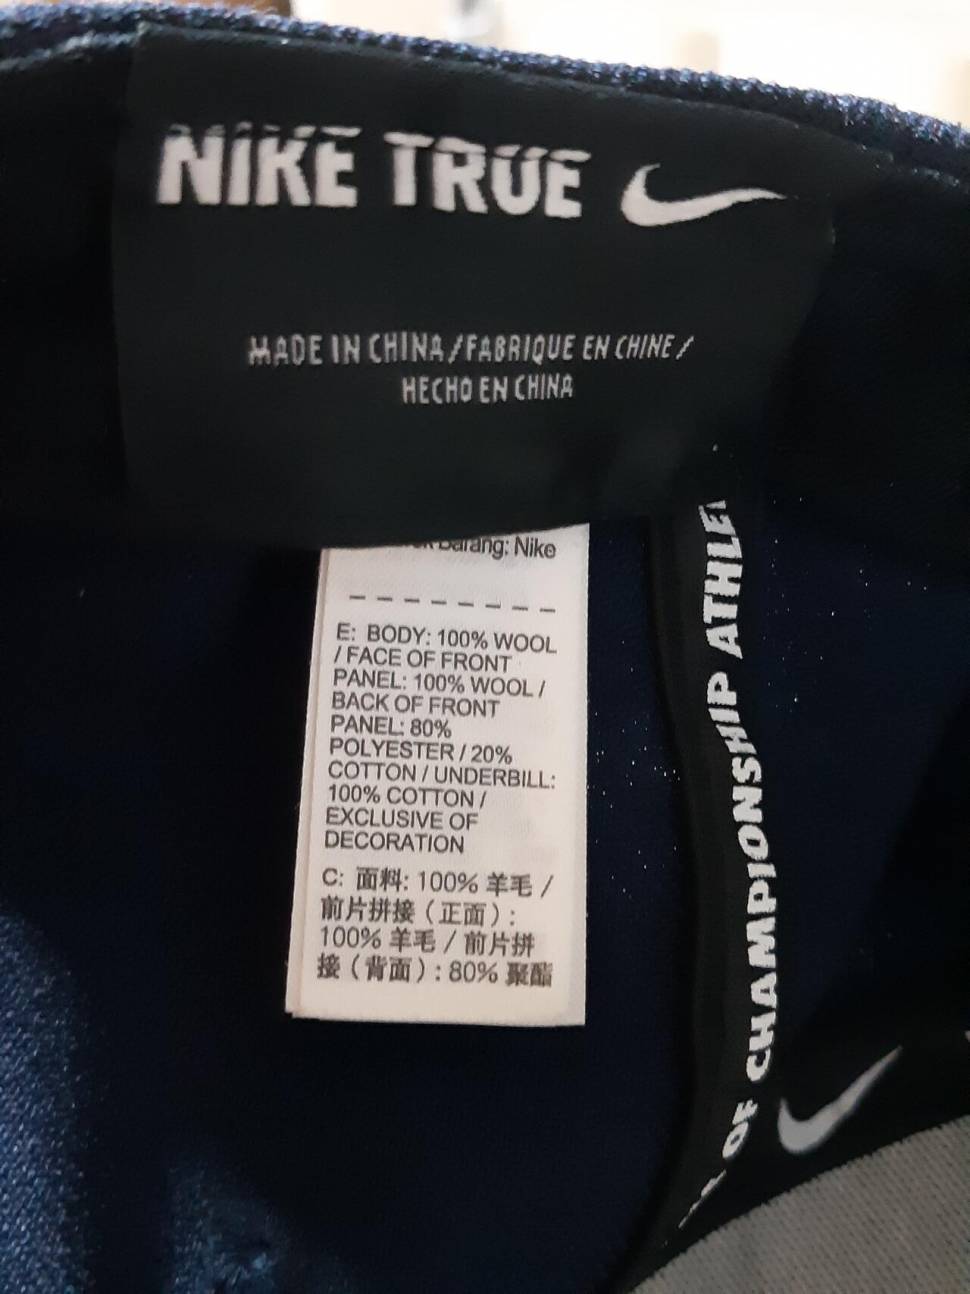 NIKE TRUE
MADE IN CHINA/FABRIQUE EN CHINE/
HECHO EN CHINA
Barang: Nike
E: BODY: 100% WOOL
/ FACE OF FRONT
PANEL: 100% WOOL /
BACK OF FRONT
PANEL: 80%
POLYESTER / 20%
COTTON / UNDERBILL:
100% COTTON /
EXCLUSIVE OF
DECORATION
C: 面料: 100% 羊毛 /
前片拼接 ( 正面 ) :
100% 羊毛 / 前片拼
接 ( 背面 ) : 80% 聚酯
OF CHAMPIONSHIP